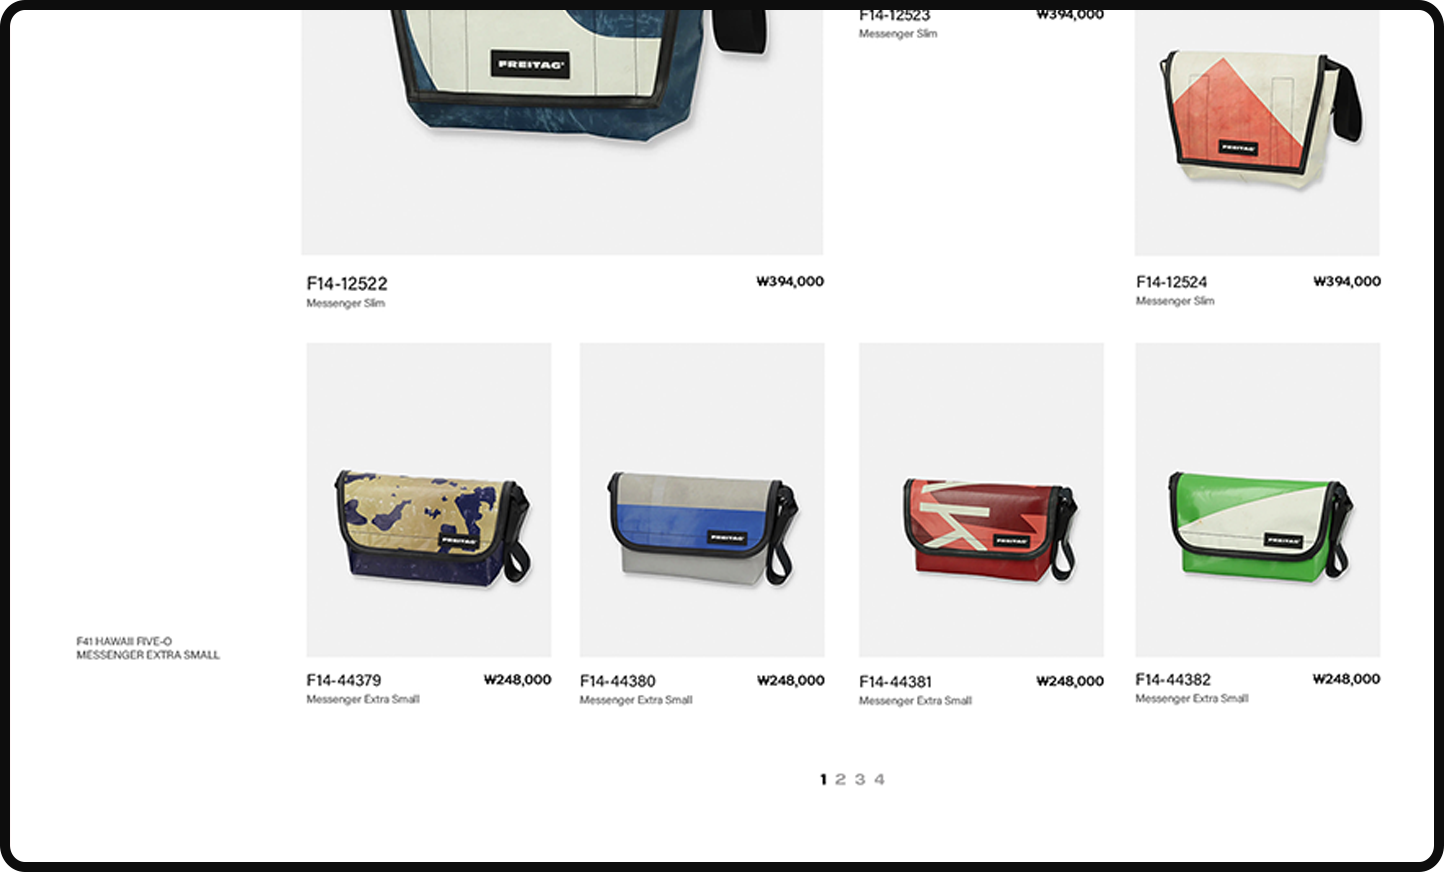 F14-12523 ₩394,000
Messenger Slim
FREITAG®
FREITAG®
F14-12522 ₩394,000
Messenger Slim
F14-12524 ₩394,000
Messenger Slim
FREITAG®
FREITAG®
FREITAG®
FREITAG®
F41 HAWAII FIVE-O
MESSENGER EXTRA SMALL
F14-44379 ₩248,000
Messenger Extra Small
F14-44380 ₩248,000
Messenger Extra Small
F14-44381 ₩248,000
Messenger Extra Small
F14-44382 ₩248,000
Messenger Extra Small
1 2 3 4